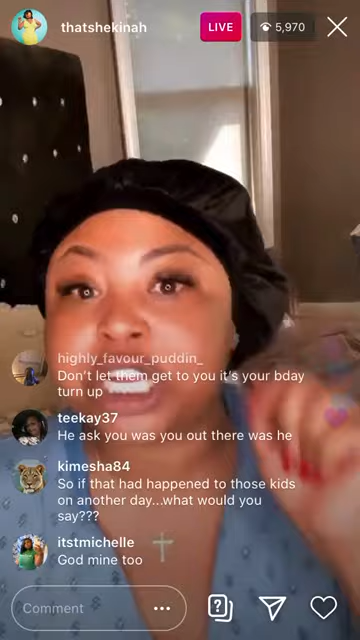 thatshekinah
LIVE
5,970
highly_favour_puddin_
Don't let them get to you it's your bday
turn up
teekay37
He ask you was you out there was he
kimesha84
So if that had happened to those kids
on another day...what would you
say???
itstmichelle
God mine too
Comment